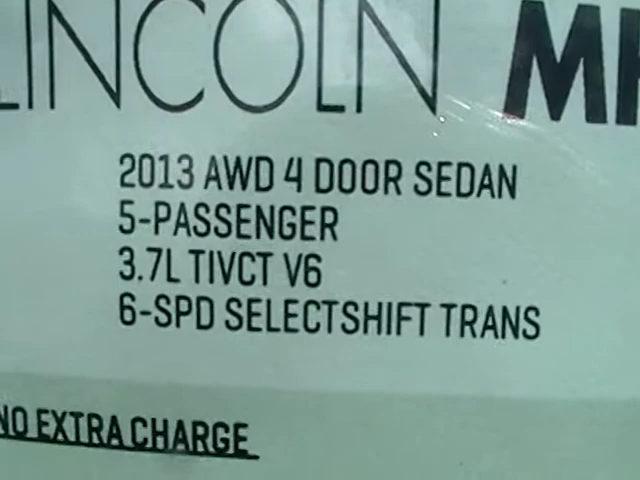 LINCOLN MK
2013 AWD 4 DOOR SEDAN
5-PASSENGER
3.7L TIVCT V6
6-SPD SELECTSHIFT TRANS
NO EXTRA CHARGE